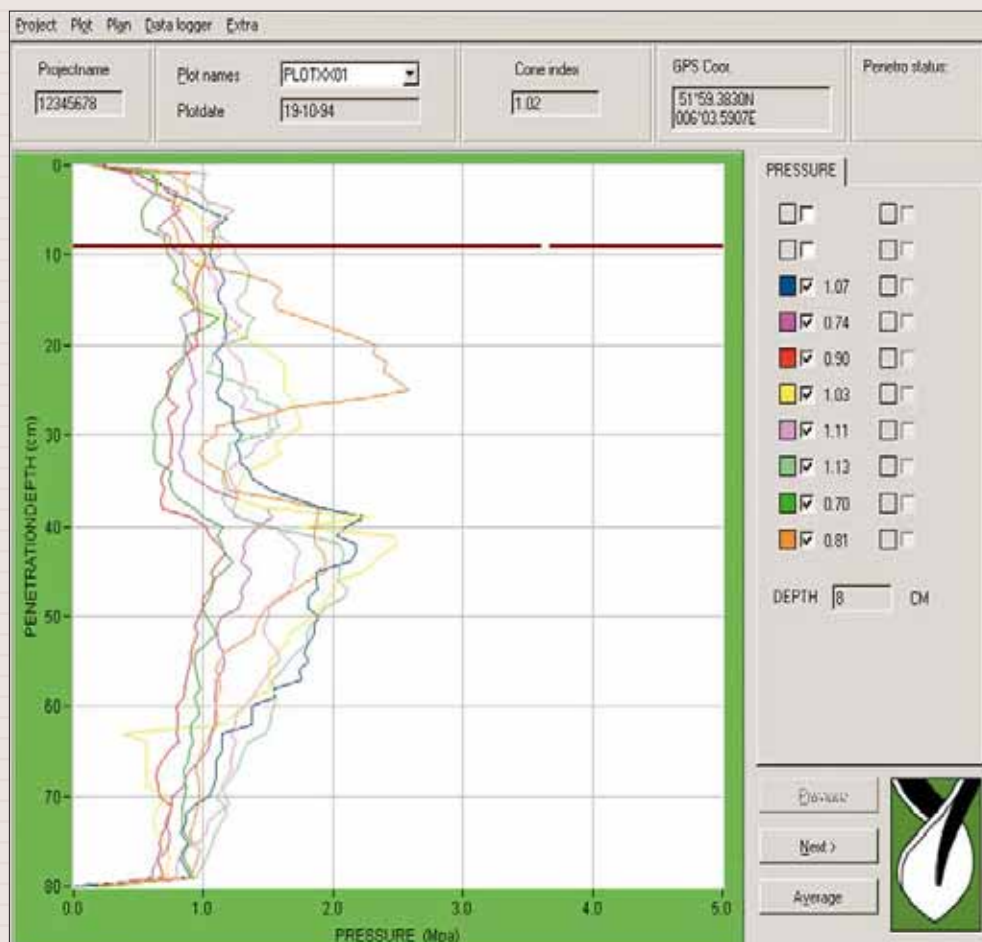 Project Plot Plan Data logger Extra
Projectname
12345678
Plot names PLOTXX01
Plotdate 19-10-94
Cone index
1.02
GPS Coor.
51°59.3830N
006°03.5907E
Penetro status:
PRESSURE
1.07
0.74
0.90
1.03
1.11
1.13
0.70
0.81
DEPTH 8 CM
Previous
Next >
Average
PENETRATIONDEPTH (cm)
0
10
20
30
40
50
60
70
80
0.0 1.0 2.0 3.0 4.0 5.0
PRESSURE (Mpa)